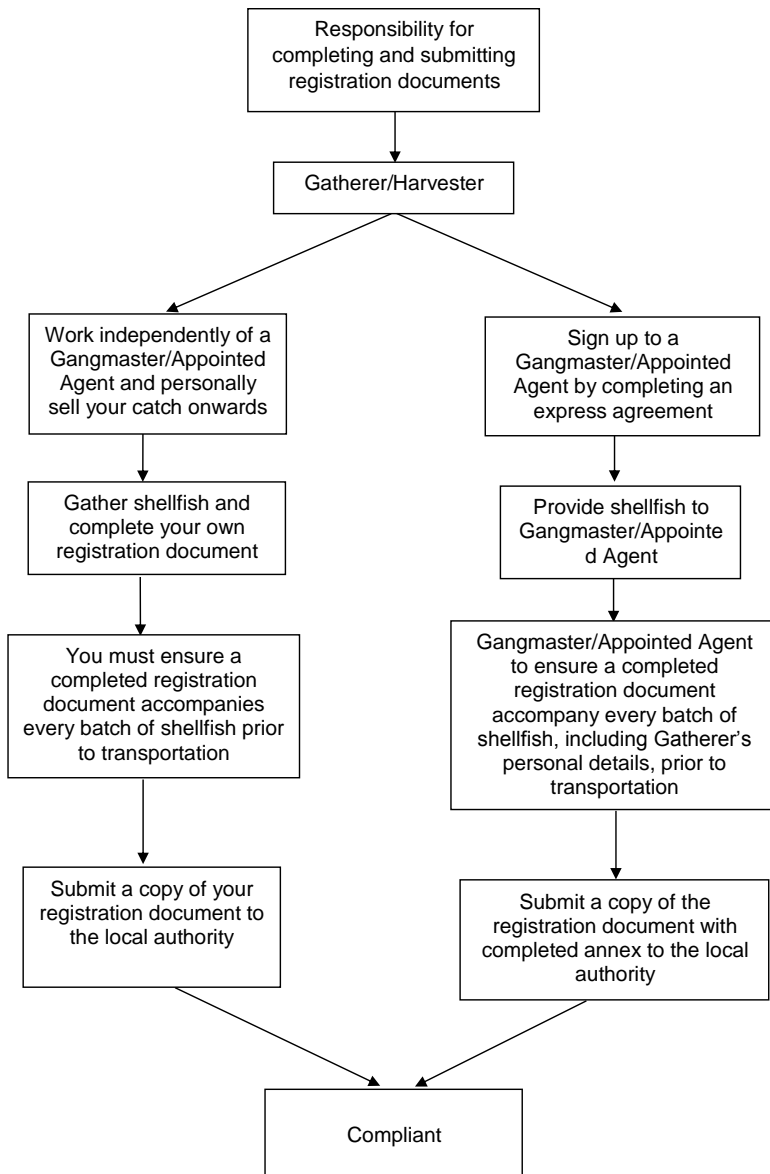 Responsibility for
completing and submitting
registration documents
Gatherer/Harvester
Work independently of a
Gangmaster/Appointed
Agent and personally
sell your catch onwards
Gather shellfish and
complete your own
registration document
You must ensure a
completed registration
document accompanies
every batch of shellfish prior
to transportation
Submit a copy of your
registration document to
the local authority
Sign up to a
Gangmaster/Appointed
Agent by completing an
express agreement
Provide shellfish to
Gangmaster/Appointe
d Agent
Gangmaster/Appointed Agent
to ensure a completed
registration document
accompany every batch of
shellfish, including Gatherer’s
personal details, prior to
transportation
Submit a copy of the
registration document with
completed annex to the local
authority
Compliant